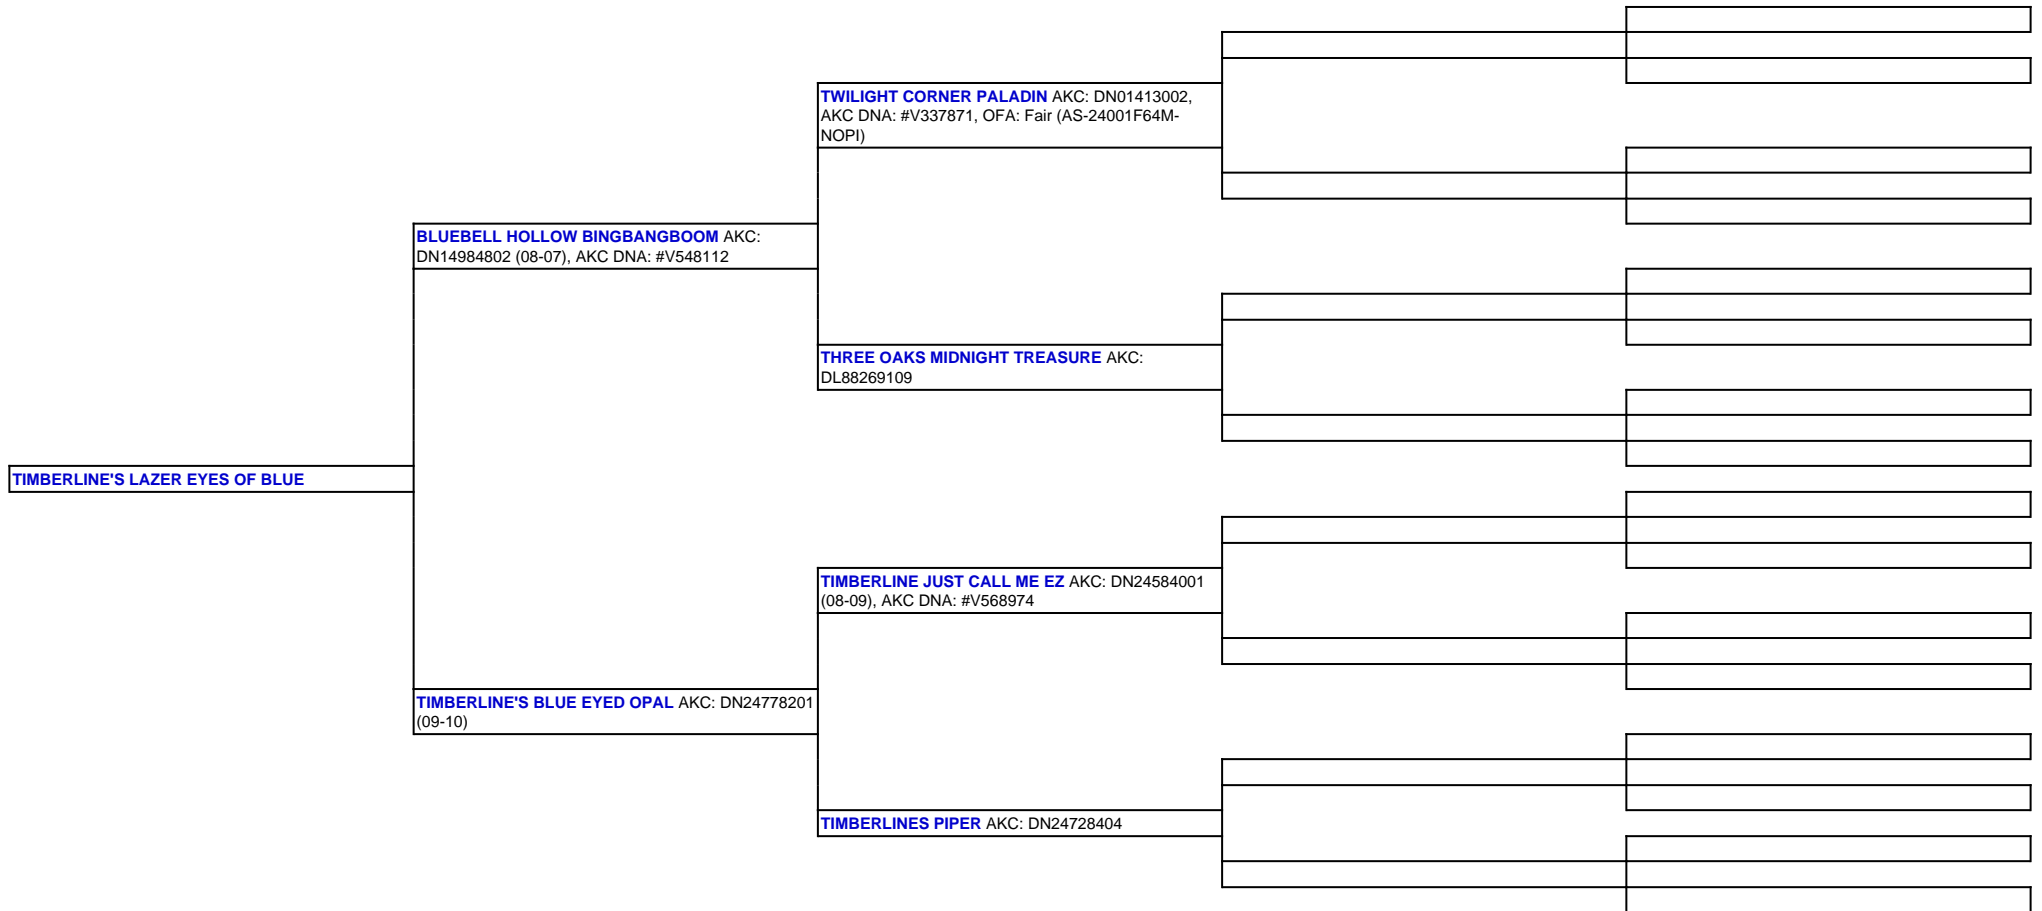 TWILIGHT CORNER PALADIN AKC: DN01413002,
AKC DNA: #V337871, OFA: Fair (AS-24001F64M-
NOPI)
BLUEBELL HOLLOW BINGBANGBOOM AKC:
DN14984802 (08-07), AKC DNA: #V548112
THREE OAKS MIDNIGHT TREASURE AKC:
DL88269109
TIMBERLINE'S LAZER EYES OF BLUE
TIMBERLINE JUST CALL ME EZ AKC: DN24584001
(08-09), AKC DNA: #V568974
TIMBERLINE'S BLUE EYED OPAL AKC: DN24778201
(09-10)
TIMBERLINES PIPER AKC: DN24728404